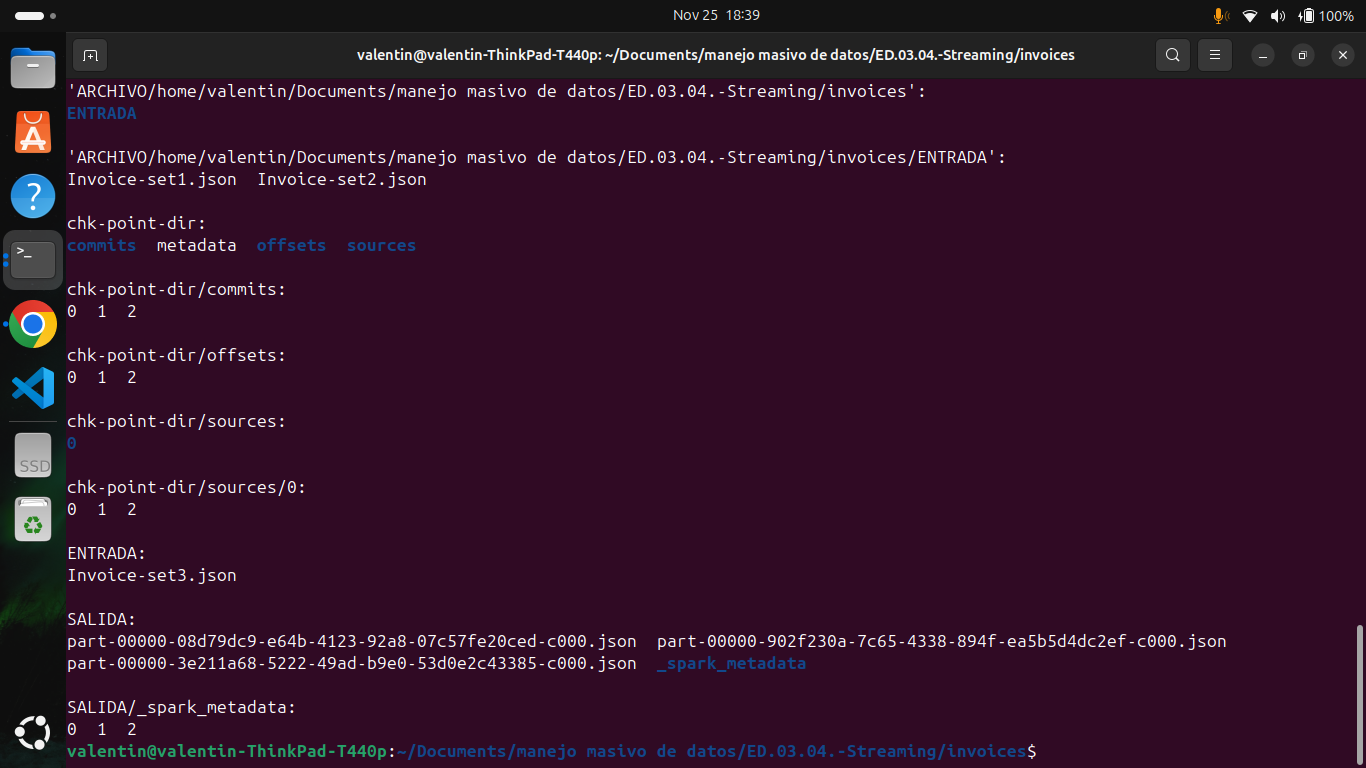 Nov 25 18:39
100%
valentin@valentin-ThinkPad-T440p: ~/Documents/manejo masivo de datos/ED.03.04.-Streaming/invoices
'ARCHIVO/home/valentin/Documents/manejo masivo de datos/ED.03.04.-Streaming/invoices':
ENTRADA
'ARCHIVO/home/valentin/Documents/manejo masivo de datos/ED.03.04.-Streaming/invoices/ENTRADA':
Invoice-set1.json  Invoice-set2.json
chk-point-dir:
commits  metadata  offsets  sources
chk-point-dir/commits:
0  1  2
chk-point-dir/offsets:
0  1  2
chk-point-dir/sources:
0
chk-point-dir/sources/0:
0  1  2
ENTRADA:
Invoice-set3.json
SALIDA:
part-00000-08d79dc9-e64b-4123-92a8-07c57fe20ced-c000.json  part-00000-902f230a-7c65-4338-894f-ea5b5d4dc2ef-c000.json
part-00000-3e211a68-5222-49ad-b9e0-53d0e2c43385-c000.json  _spark_metadata
SALIDA/_spark_metadata:
0  1  2
valentin@valentin-ThinkPad-T440p:~/Documents/manejo masivo de datos/ED.03.04.-Streaming/invoices$
>_
?
SSD